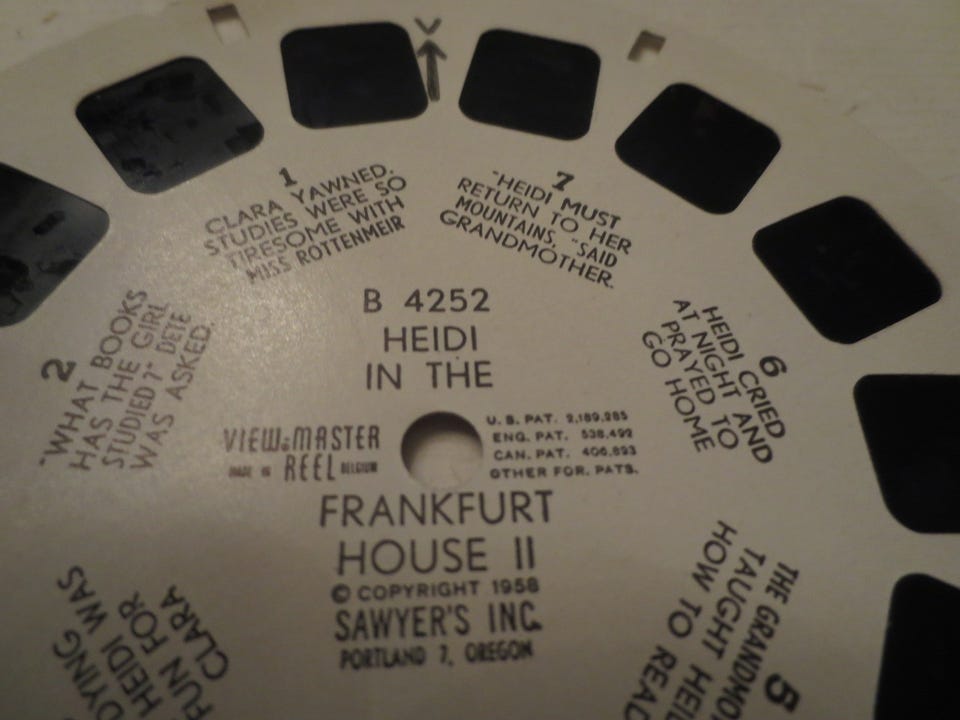 V
1
CLARA YAWNED.
STUDIES WERE SO
TIRESOME WITH
MISS ROTTENMEIR
7
"HEIDI MUST
RETURN TO HER
MOUNTAINS, "SAID
GRANDMOTHER.
B 4252
HEIDI
IN THE
2
"WHAT BOOKS
HAS THE GIRL
STUDIED ?" DETE
WAS ASKED.
6
HEIDI CRIED
AT NIGHT AND
PRAYED TO
GO HOME
VIEW-MASTER
MADE IN REEL BELGIUM
U.S. PAT. 2,189,285
ENG. PAT. 538,499
CAN. PAT. 406,893
OTHER FOR. PATS.
FRANKFURT
HOUSE II
© COPYRIGHT 1958
SAWYER'S INC.
PORTLAND 7, OREGON
DYING
HEIDI WAS
FUN FOR
CLARA
5
THE GRANDMO
TAUGHT HEI
HOW TO READ